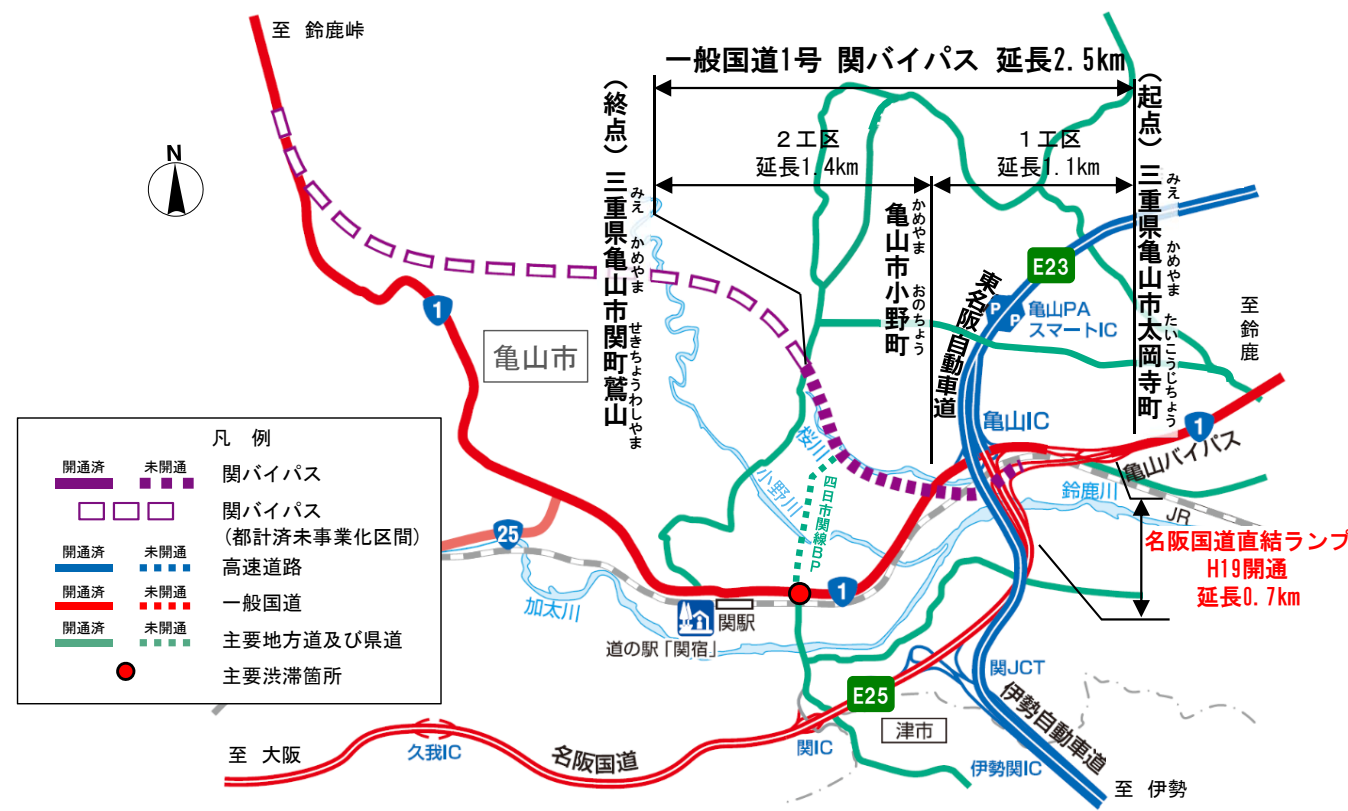 至 鈴鹿峠
一般国道1号 関バイパス 延長2.5km
(終点)三重県亀山市関町鷲山
みえ かめやま せきちょうわしやま
2工区
延長1.4km
1工区
延長1.1km
(起点)三重県亀山市太岡寺町
みえ かめやま たいこうじちょう
亀山市小野町
かめやま おのちょう
N
E23
東名阪自動車道
P
P
亀山PA
スマートIC
至 鈴鹿
1
亀山市
亀山IC
1
亀山バイパス
桜川
小野川
四日市関線BP
鈴鹿川
JR
名阪国道直結ランプ
H19開通
延長0.7km
凡 例
開通済 未開通 関バイパス
関バイパス
(都計済未事業化区間)
開通済 未開通 高速道路
開通済 未開通 一般国道
開通済 未開通 主要地方道及び県道
主要渋滞箇所
25
加太川
1
関駅
道の駅「関宿」
関JCT
E25
伊勢自動車道
津市
関IC
伊勢関IC
久我IC
名阪国道
至 大阪
至 伊勢